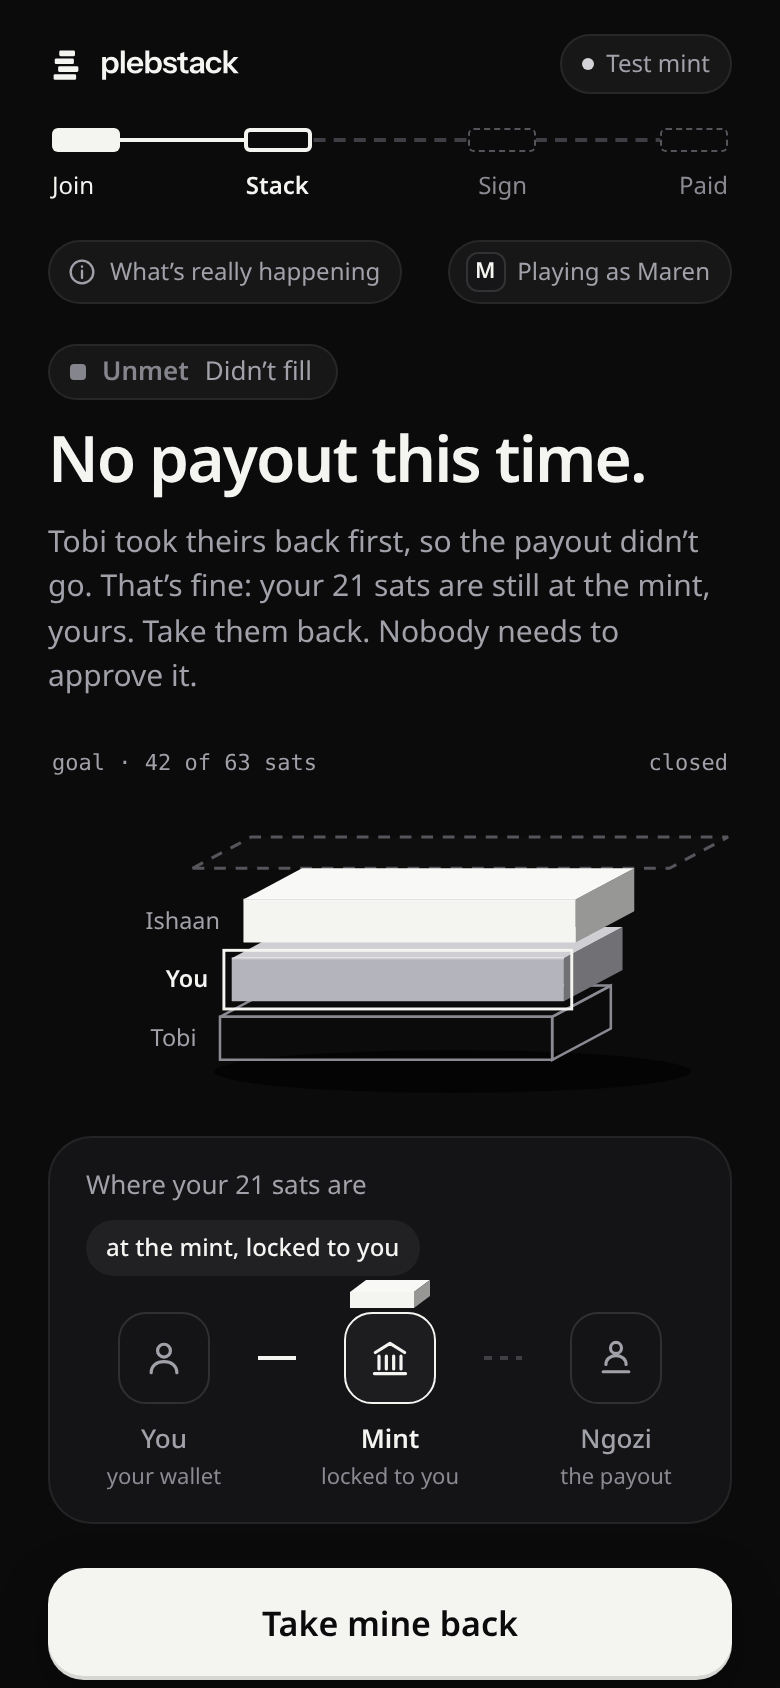 plebstack
Test mint
Join
Stack
Sign
Paid
What’s really happening
M
Playing as Maren
Unmet Didn’t fill
No payout this time.
Tobi took theirs back first, so the payout didn’t
go. That’s fine: your 21 sats are still at the mint,
yours. Take them back. Nobody needs to
approve it.
goal · 42 of 63 sats
closed
Ishaan
You
Tobi
Where your 21 sats are
at the mint, locked to you
You
Mint
Ngozi
your wallet
locked to you
the payout
Take mine back